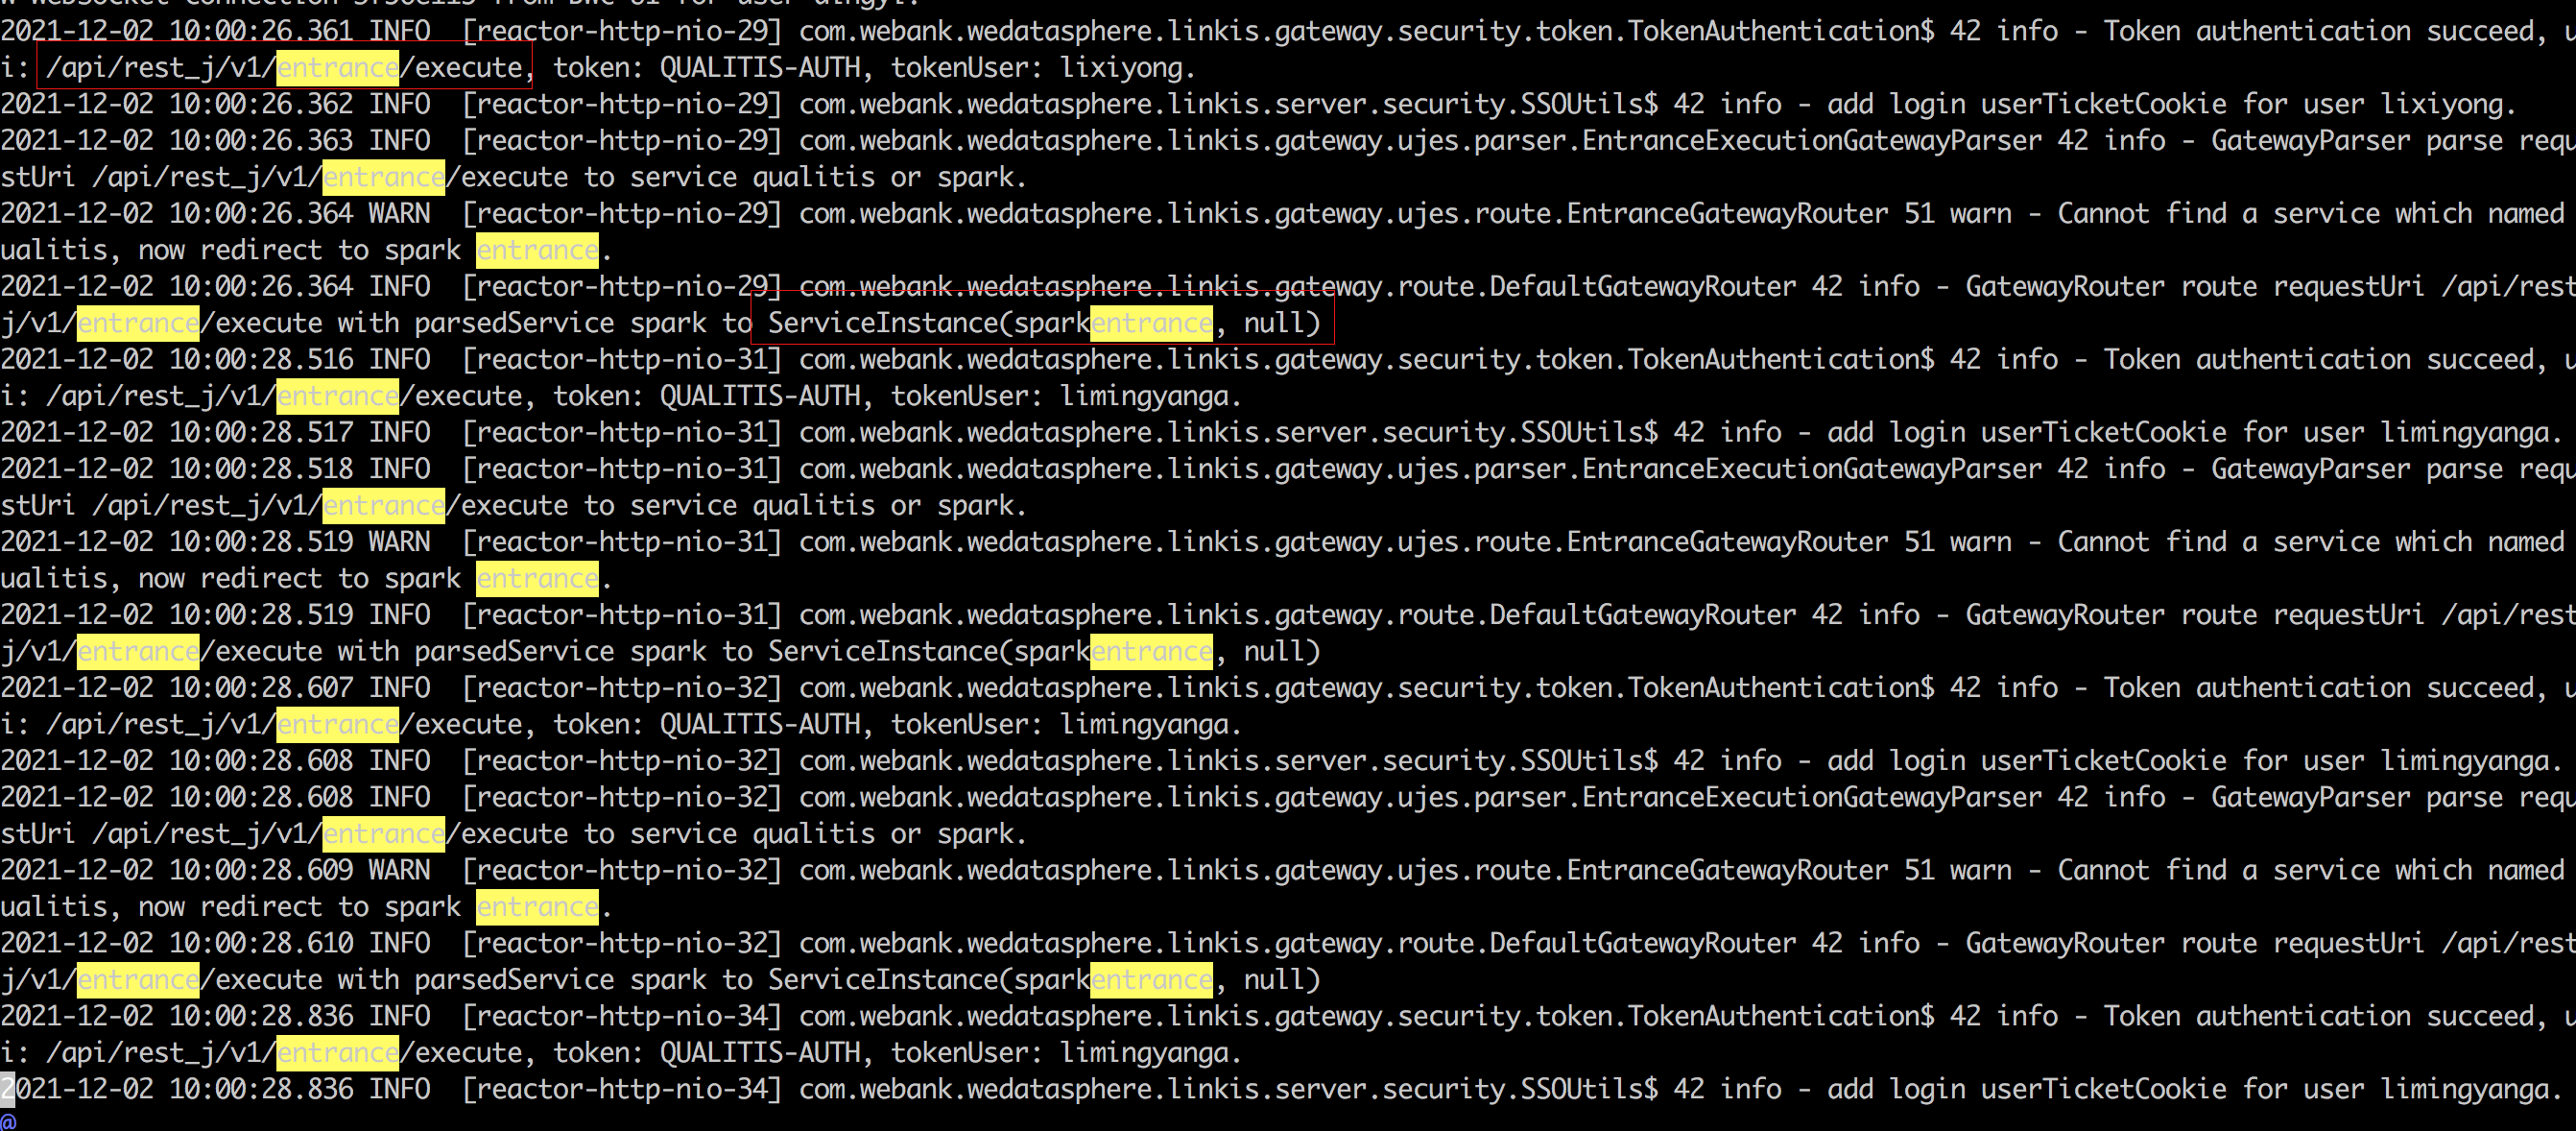 w WebSocket connection
2021-12-02 10:00:26.361 INFO  [reactor-http-nio-29] com.webank.wedatasphere.linkis.gateway.security.token.TokenAuthentication$ 42 info - Token authentication succeed, u
i: /api/rest_j/v1/entrance/execute, token: QUALITIS-AUTH, tokenUser: lixiyong.
2021-12-02 10:00:26.362 INFO  [reactor-http-nio-29] com.webank.wedatasphere.linkis.server.security.SSOUtils$ 42 info - add login userTicketCookie for user lixiyong.
2021-12-02 10:00:26.363 INFO  [reactor-http-nio-29] com.webank.wedatasphere.linkis.gateway.ujes.parser.EntranceExecutionGatewayParser 42 info - GatewayParser parse requ
stUri /api/rest_j/v1/entrance/execute to service qualitis or spark.
2021-12-02 10:00:26.364 WARN  [reactor-http-nio-29] com.webank.wedatasphere.linkis.gateway.ujes.route.EntranceGatewayRouter 51 warn - Cannot find a service which named
ualitis, now redirect to spark entrance.
2021-12-02 10:00:26.364 INFO  [reactor-http-nio-29] com.webank.wedatasphere.linkis.gateway.route.DefaultGatewayRouter 42 info - GatewayRouter route requestUri /api/rest
j/v1/entrance/execute with parsedService spark to ServiceInstance(sparkentrance, null)
2021-12-02 10:00:28.516 INFO  [reactor-http-nio-31] com.webank.wedatasphere.linkis.gateway.security.token.TokenAuthentication$ 42 info - Token authentication succeed, u
i: /api/rest_j/v1/entrance/execute, token: QUALITIS-AUTH, tokenUser: limingyanga.
2021-12-02 10:00:28.517 INFO  [reactor-http-nio-31] com.webank.wedatasphere.linkis.server.security.SSOUtils$ 42 info - add login userTicketCookie for user limingyanga.
2021-12-02 10:00:28.518 INFO  [reactor-http-nio-31] com.webank.wedatasphere.linkis.gateway.ujes.parser.EntranceExecutionGatewayParser 42 info - GatewayParser parse requ
stUri /api/rest_j/v1/entrance/execute to service qualitis or spark.
2021-12-02 10:00:28.519 WARN  [reactor-http-nio-31] com.webank.wedatasphere.linkis.gateway.ujes.route.EntranceGatewayRouter 51 warn - Cannot find a service which named
ualitis, now redirect to spark entrance.
2021-12-02 10:00:28.519 INFO  [reactor-http-nio-31] com.webank.wedatasphere.linkis.gateway.route.DefaultGatewayRouter 42 info - GatewayRouter route requestUri /api/rest
j/v1/entrance/execute with parsedService spark to ServiceInstance(sparkentrance, null)
2021-12-02 10:00:28.607 INFO  [reactor-http-nio-32] com.webank.wedatasphere.linkis.gateway.security.token.TokenAuthentication$ 42 info - Token authentication succeed, u
i: /api/rest_j/v1/entrance/execute, token: QUALITIS-AUTH, tokenUser: limingyanga.
2021-12-02 10:00:28.608 INFO  [reactor-http-nio-32] com.webank.wedatasphere.linkis.server.security.SSOUtils$ 42 info - add login userTicketCookie for user limingyanga.
2021-12-02 10:00:28.608 INFO  [reactor-http-nio-32] com.webank.wedatasphere.linkis.gateway.ujes.parser.EntranceExecutionGatewayParser 42 info - GatewayParser parse requ
stUri /api/rest_j/v1/entrance/execute to service qualitis or spark.
2021-12-02 10:00:28.609 WARN  [reactor-http-nio-32] com.webank.wedatasphere.linkis.gateway.ujes.route.EntranceGatewayRouter 51 warn - Cannot find a service which named
ualitis, now redirect to spark entrance.
2021-12-02 10:00:28.610 INFO  [reactor-http-nio-32] com.webank.wedatasphere.linkis.gateway.route.DefaultGatewayRouter 42 info - GatewayRouter route requestUri /api/rest
j/v1/entrance/execute with parsedService spark to ServiceInstance(sparkentrance, null)
2021-12-02 10:00:28.836 INFO  [reactor-http-nio-34] com.webank.wedatasphere.linkis.gateway.security.token.TokenAuthentication$ 42 info - Token authentication succeed, u
i: /api/rest_j/v1/entrance/execute, token: QUALITIS-AUTH, tokenUser: limingyanga.
2021-12-02 10:00:28.836 INFO  [reactor-http-nio-34] com.webank.wedatasphere.linkis.server.security.SSOUtils$ 42 info - add login userTicketCookie for user limingyanga.
@